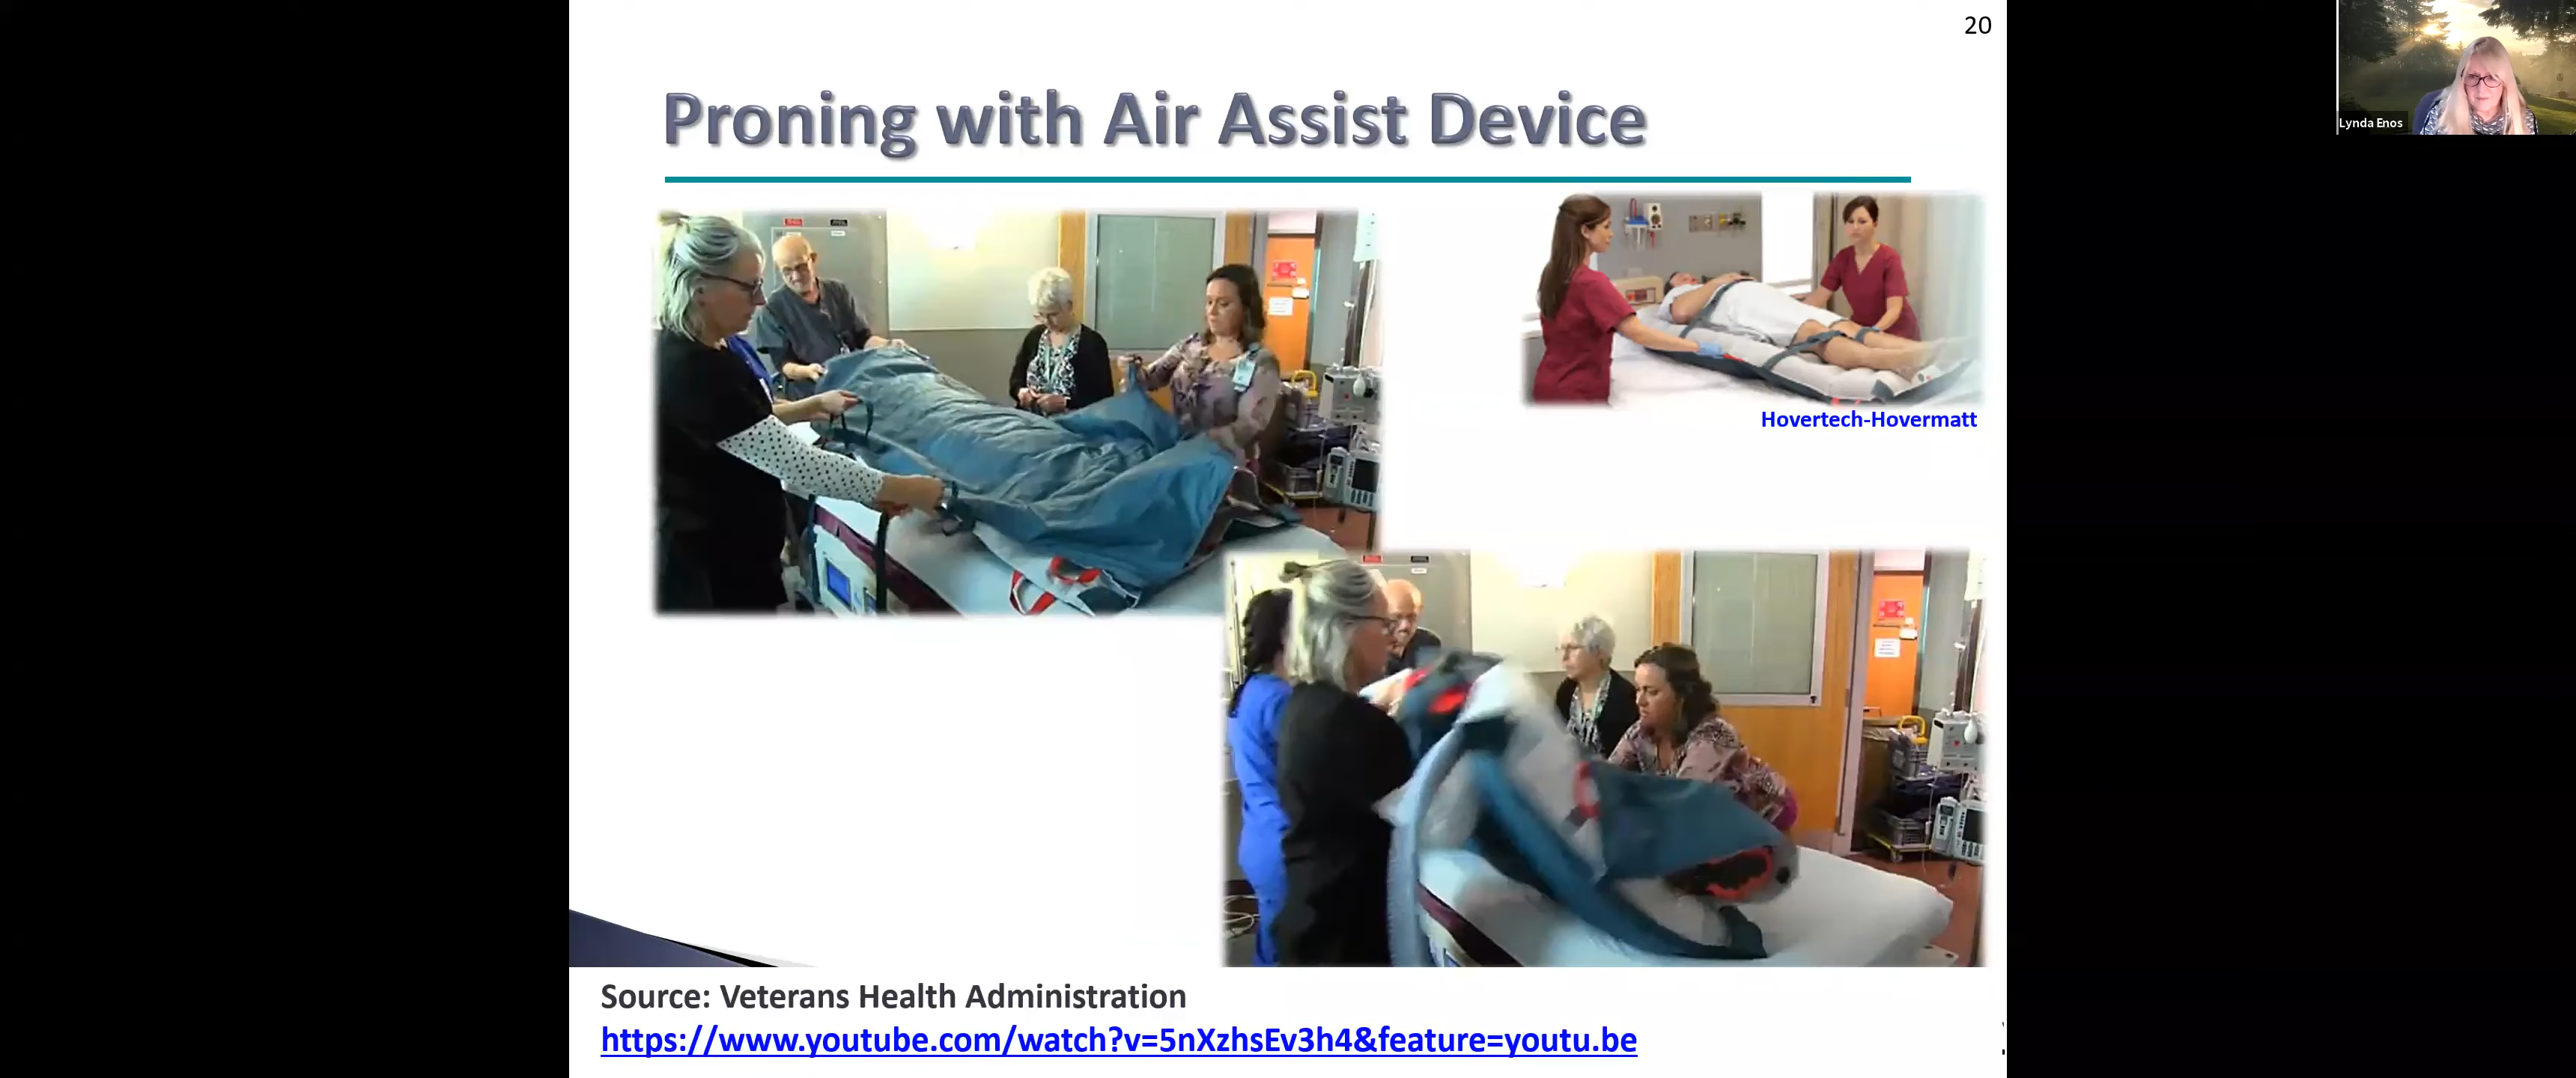 20
Proning with Air Assist Device
Lynda Enos
Hovertech-Hovermatt
Source: Veterans Health Administration
https://www.youtube.com/watch?v=5nXzhsEv3h4&feature=youtu.be